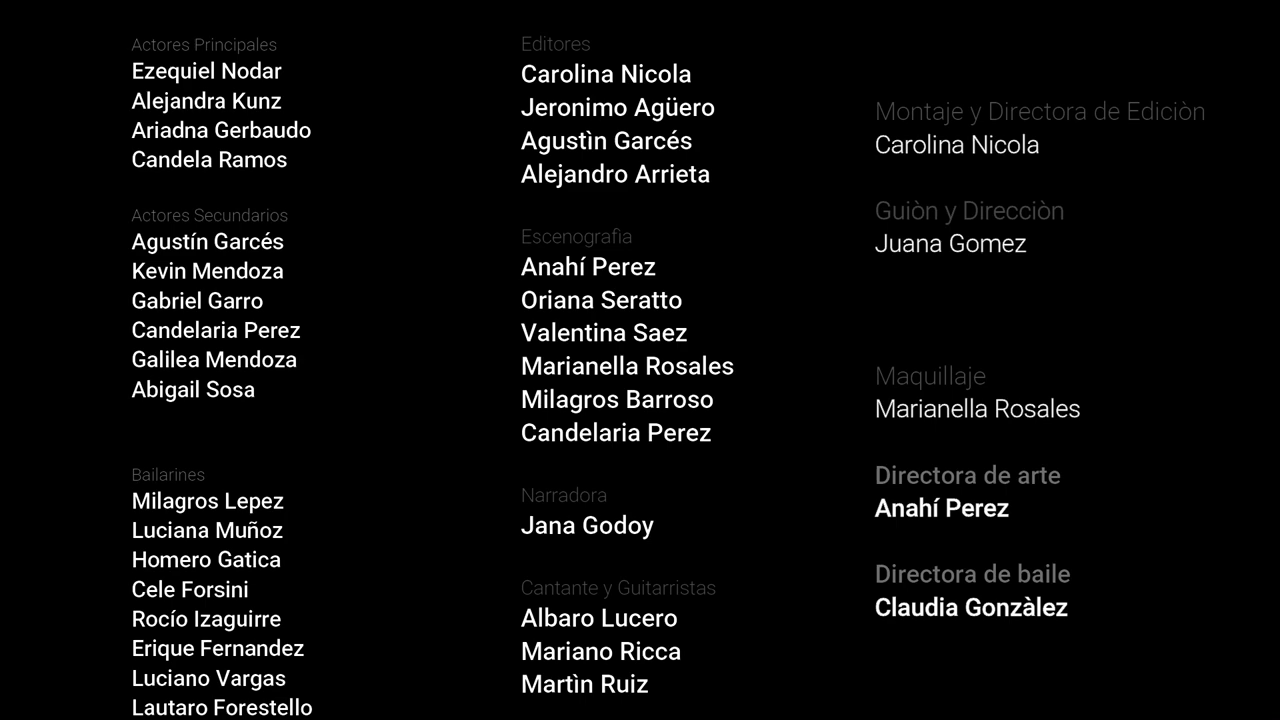 Actores Principales
Ezequiel Nodar
Alejandra Kunz
Ariadna Gerbaudo
Candela Ramos
Actores Secundarios
Agustín Garcés
Kevin Mendoza
Gabriel Garro
Candelaria Perez
Galilea Mendoza
Abigail Sosa
Bailarines
Milagros Lepez
Luciana Muñoz
Homero Gatica
Cele Forsini
Rocío Izaguirre
Erique Fernandez
Luciano Vargas
Lautaro Forestello
Editores
Carolina Nicola
Jeronimo Agüero
Agustìn Garcés
Alejandro Arrieta
Escenografìa
Anahí Perez
Oriana Seratto
Valentina Saez
Marianella Rosales
Milagros Barroso
Candelaria Perez
Narradora
Jana Godoy
Cantante y Guitarristas
Albaro Lucero
Mariano Ricca
Martìn Ruiz
Montaje y Directora de Ediciòn
Carolina Nicola
Guiòn y Direcciòn
Juana Gomez
Maquillaje
Marianella Rosales
Directora de arte
Anahí Perez
Directora de baile
Claudia Gonzàlez